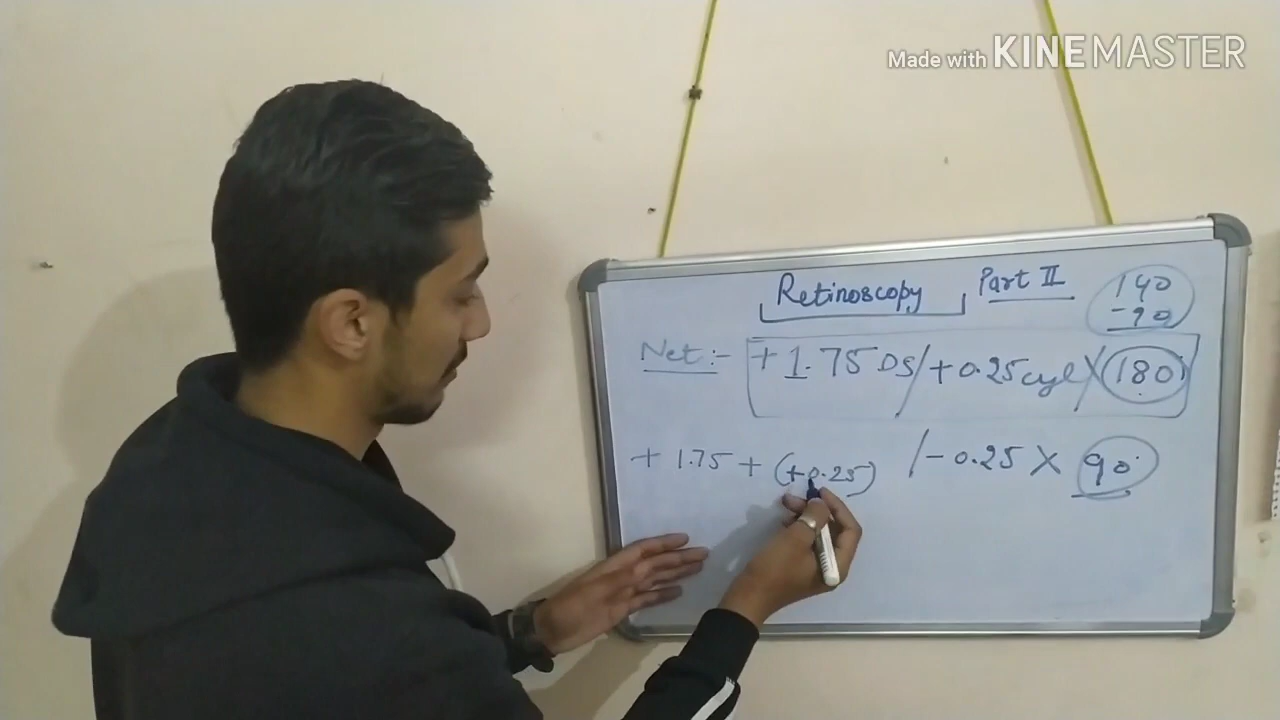 Made with KINEMASTER
Retinoscopy Part II
140
-90
Net:- +1.75 DS/+0.25cyl X 180
+ 1.75 + (+0.25) /-0.25 X 90